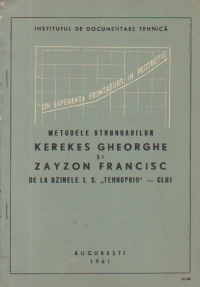 INSTITUTUL DE DOCUMENTARE TEHNICĂ
DIN EXPERIENȚA FRUNTAȘILOR IN PRODUCȚIE
METODELE STRUNGARILOR
KEREKES GHEORGHE
ȘI
ZAYZON FRANCISC
DE LA UZINELE I. S. „TEHNOFRIG" — CLUJ
BUCUREȘTI
1961